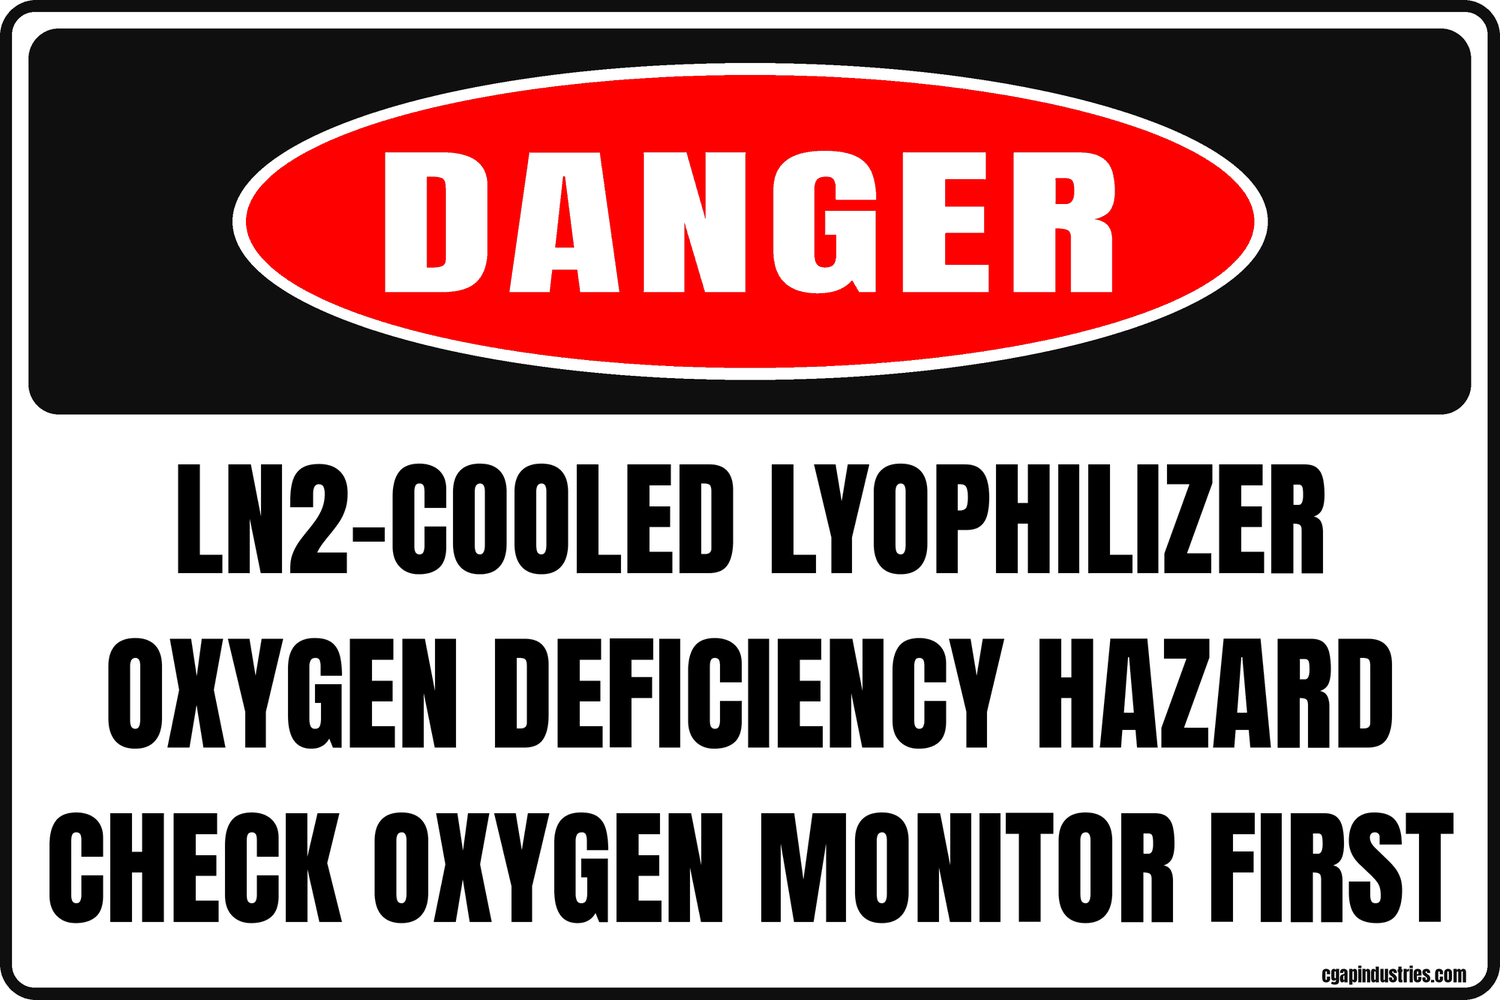 DANGER
LN2-COOLED LYOPHILIZER
OXYGEN DEFICIENCY HAZARD
CHECK OXYGEN MONITOR FIRST
cgapindustries.com